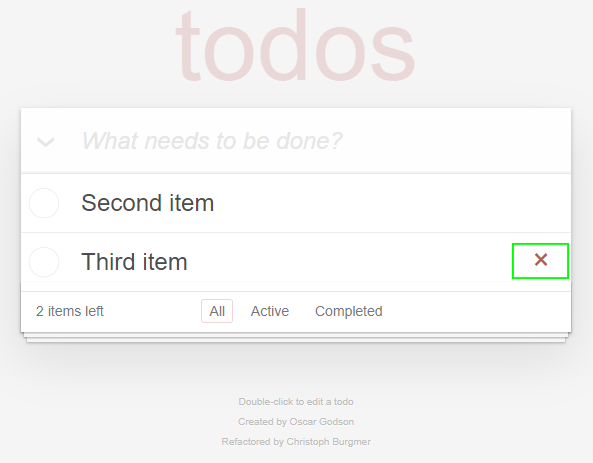 todos
What needs to be done?
Second item
Third item ×
2 items left All Active Completed
Double-click to edit a todo
Created by Oscar Godson
Refactored by Christoph Burgmer